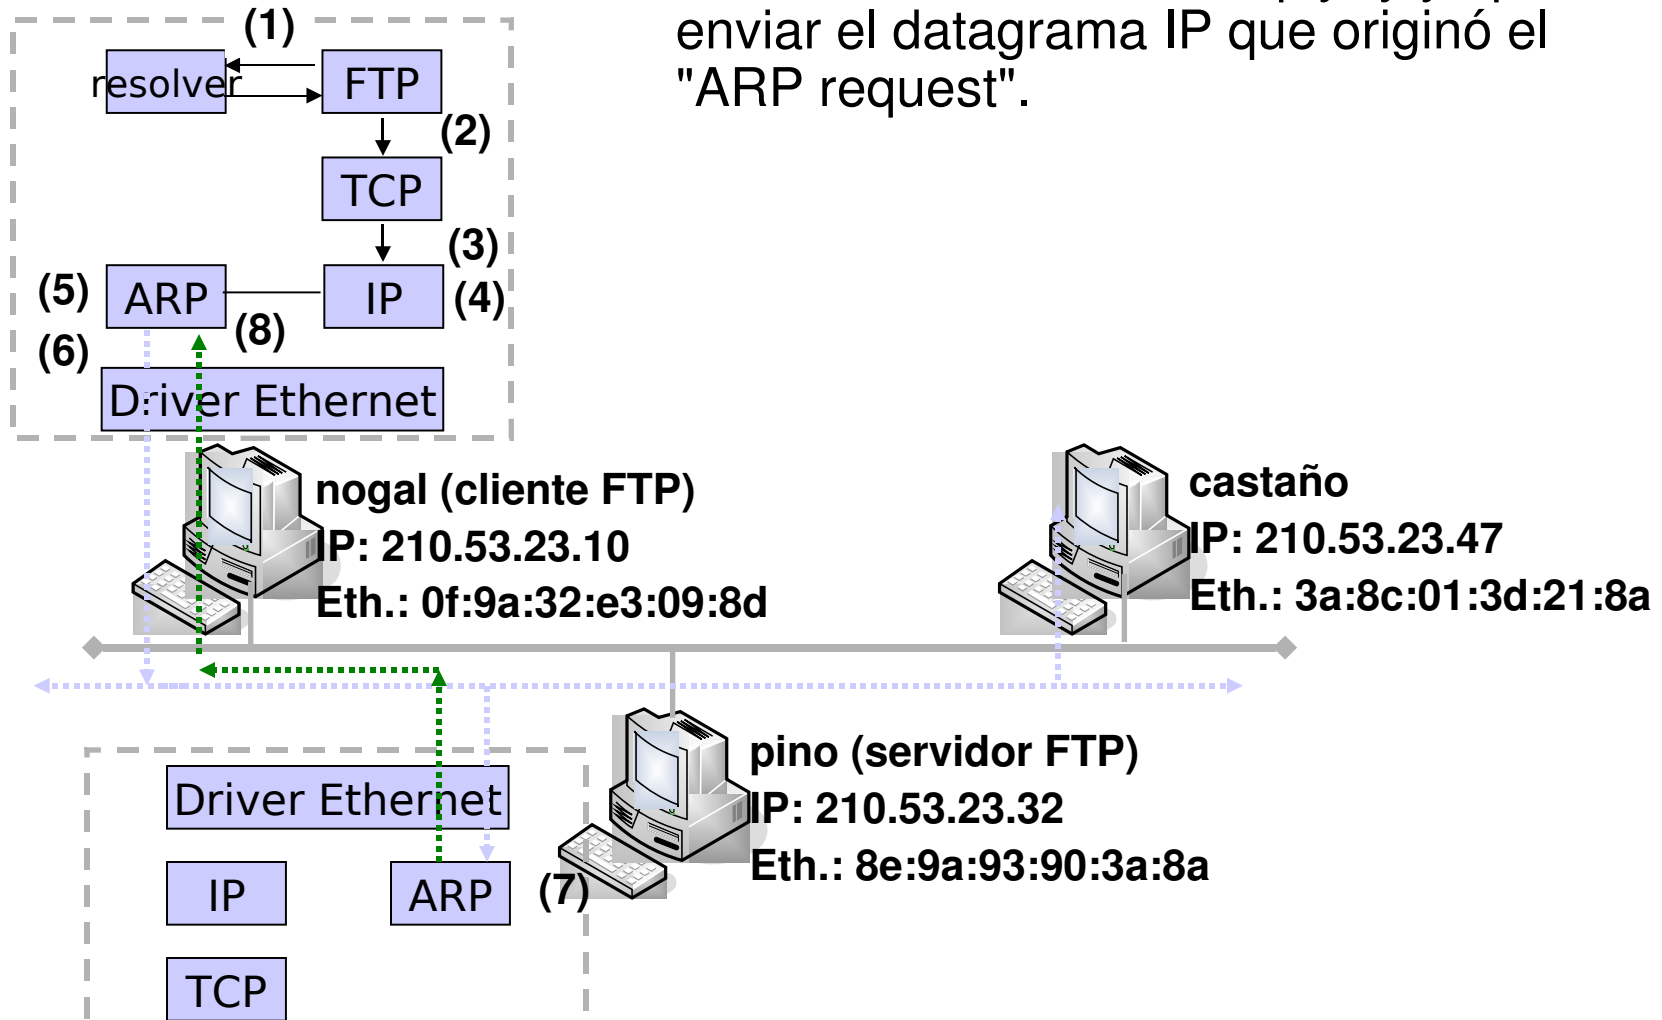 enviar el datagrama IP que originó el
"ARP request".
(1)
resolver
FTP
(2)
TCP
(3)
(5)
ARP
IP
(4)
(8)
(6)
Driver Ethernet
nogal (cliente FTP)
IP: 210.53.23.10
Eth.: 0f:9a:32:e3:09:8d
castaño
IP: 210.53.23.47
Eth.: 3a:8c:01:3d:21:8a
pino (servidor FTP)
IP: 210.53.23.32
Eth.: 8e:9a:93:90:3a:8a
Driver Ethernet
IP
ARP
(7)
TCP